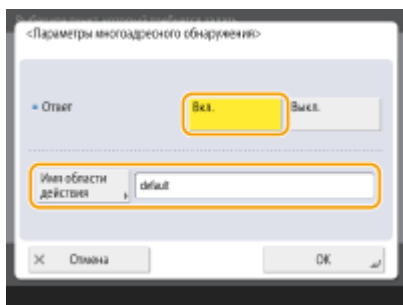 <Параметры многоадресного обнаружения>
Ответ
Вкл.
Выкл.
Имя области
действия
default
Отмена
OK